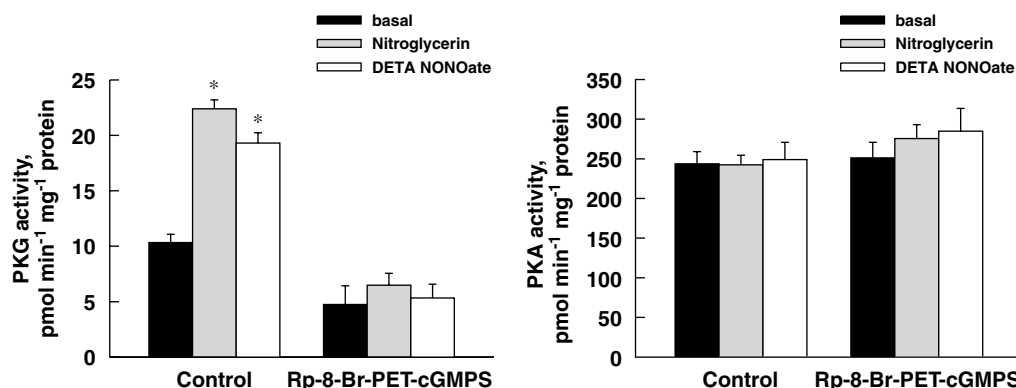 basal
Nitroglycerin
DETA NONOate
PKG activity,
pmol min-1 mg-1 protein
25
20
15
10
5
0
*
*
Control
Rp-8-Br-PET-cGMPS
basal
Nitroglycerin
DETA NONOate
PKA activity,
pmol min-1 mg-1 protein
350
300
250
200
150
100
50
0
Control
Rp-8-Br-PET-cGMPS